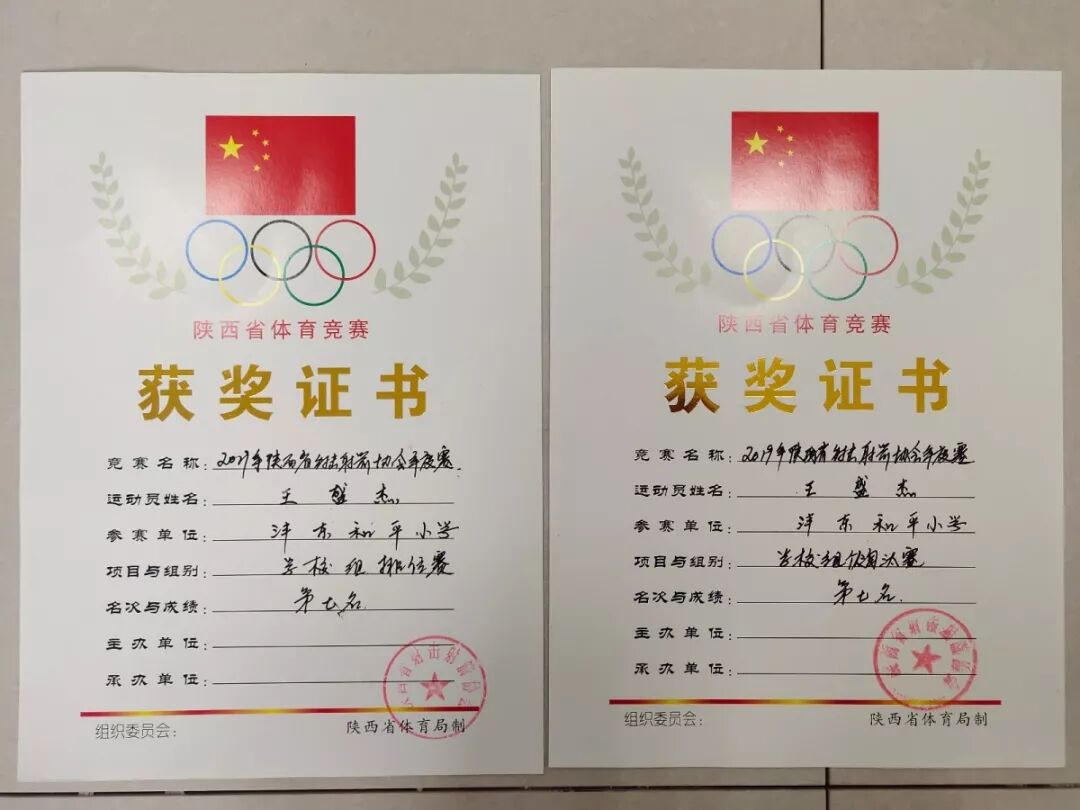 陕西省体育竞赛
获奖证书
竞赛名称：2019年陕西省射击射箭协会年度赛
运动员姓名：王盛杰
参赛单位：沣东和平小学
项目与组别：学校组排位赛
名次与成绩：第七名
主办单位：
承办单位：
组织委员会：
陕西省体育局制
陕西省体育竞赛
获奖证书
竞赛名称：2019年陕西省射击射箭协会年度赛
运动员姓名：王盛杰
参赛单位：沣东和平小学
项目与组别：学校组淘汰赛
名次与成绩：第七名
主办单位：
承办单位：
组织委员会：
陕西省体育局制